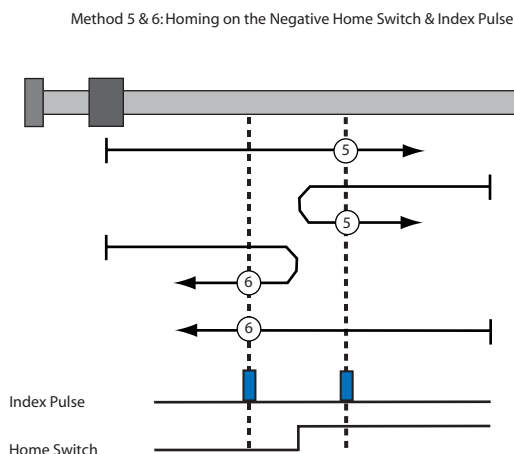 Method 5 & 6: Homing on the Negative Home Switch & Index Pulse
5
5
6
6
Index Pulse
Home Switch